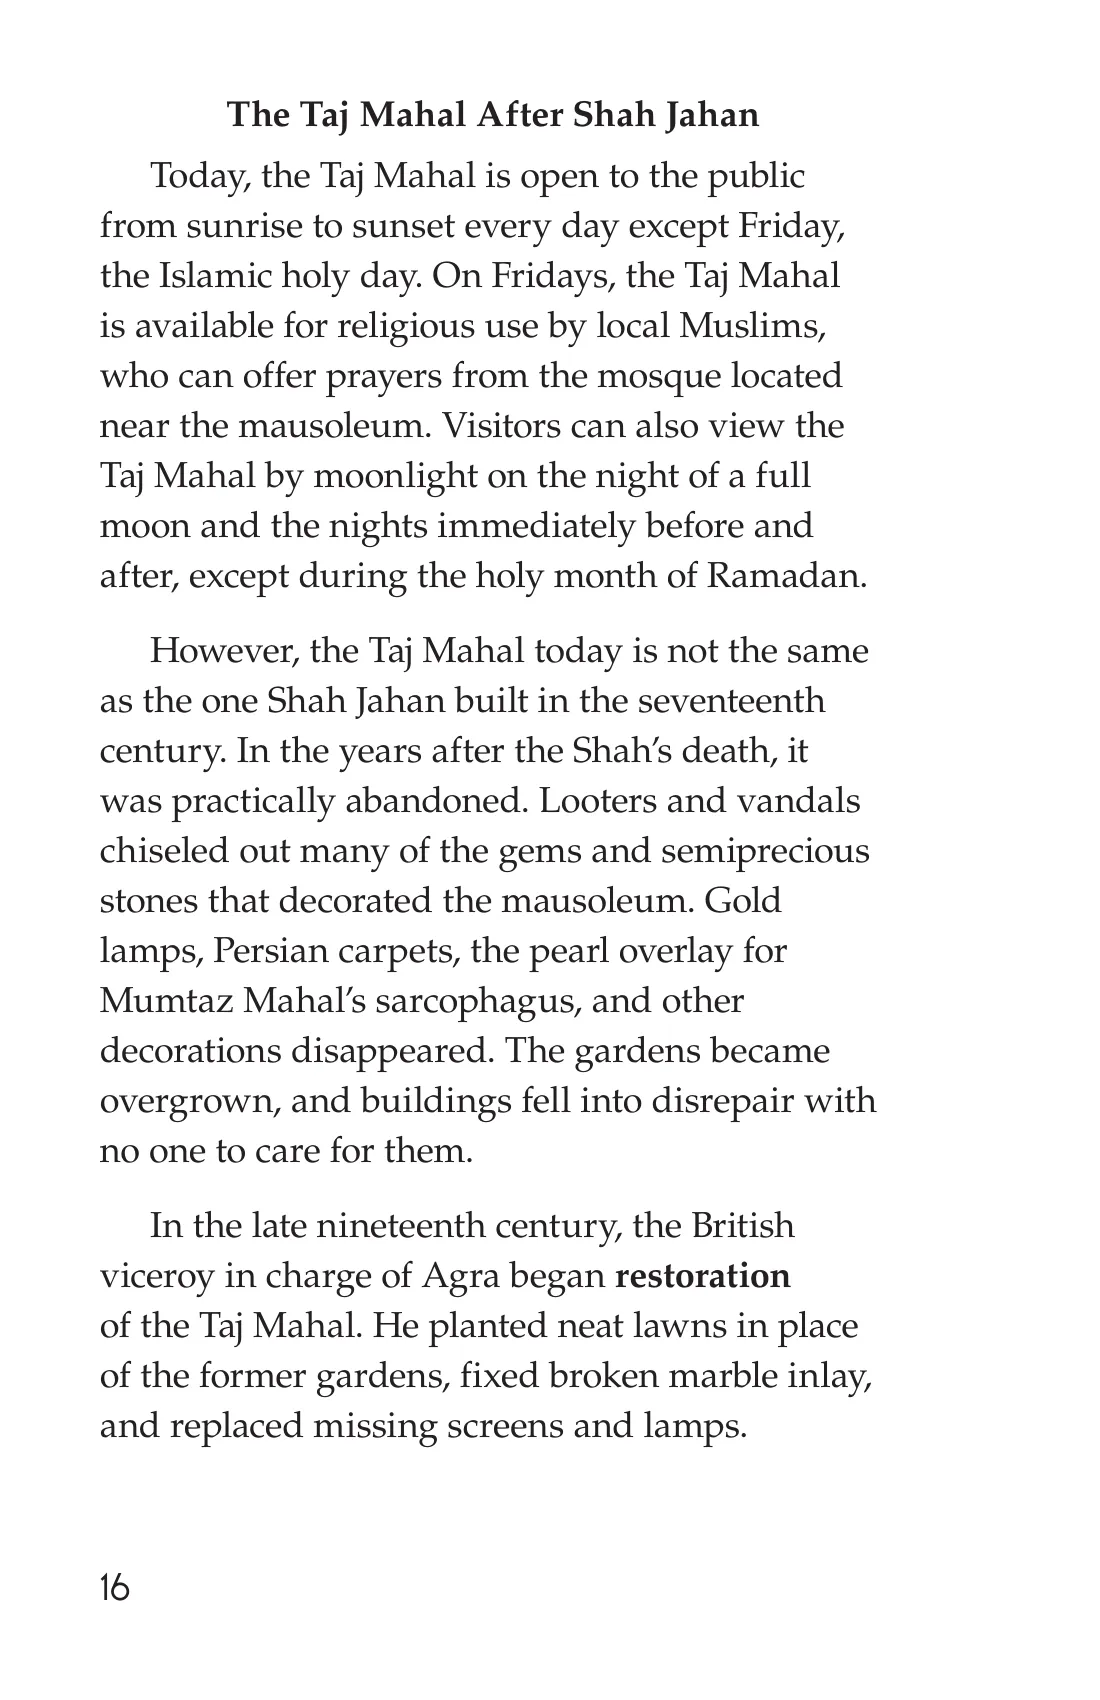 The Taj Mahal After Shah Jahan
Today, the Taj Mahal is open to the public
from sunrise to sunset every day except Friday,
the Islamic holy day. On Fridays, the Taj Mahal
is available for religious use by local Muslims,
who can offer prayers from the mosque located
near the mausoleum. Visitors can also view the
Taj Mahal by moonlight on the night of a full
moon and the nights immediately before and
after, except during the holy month of Ramadan.
However, the Taj Mahal today is not the same
as the one Shah Jahan built in the seventeenth
century. In the years after the Shah’s death, it
was practically abandoned. Looters and vandals
chiseled out many of the gems and semiprecious
stones that decorated the mausoleum. Gold
lamps, Persian carpets, the pearl overlay for
Mumtaz Mahal’s sarcophagus, and other
decorations disappeared. The gardens became
overgrown, and buildings fell into disrepair with
no one to care for them.
In the late nineteenth century, the British
viceroy in charge of Agra began restoration
of the Taj Mahal. He planted neat lawns in place
of the former gardens, fixed broken marble inlay,
and replaced missing screens and lamps.
16